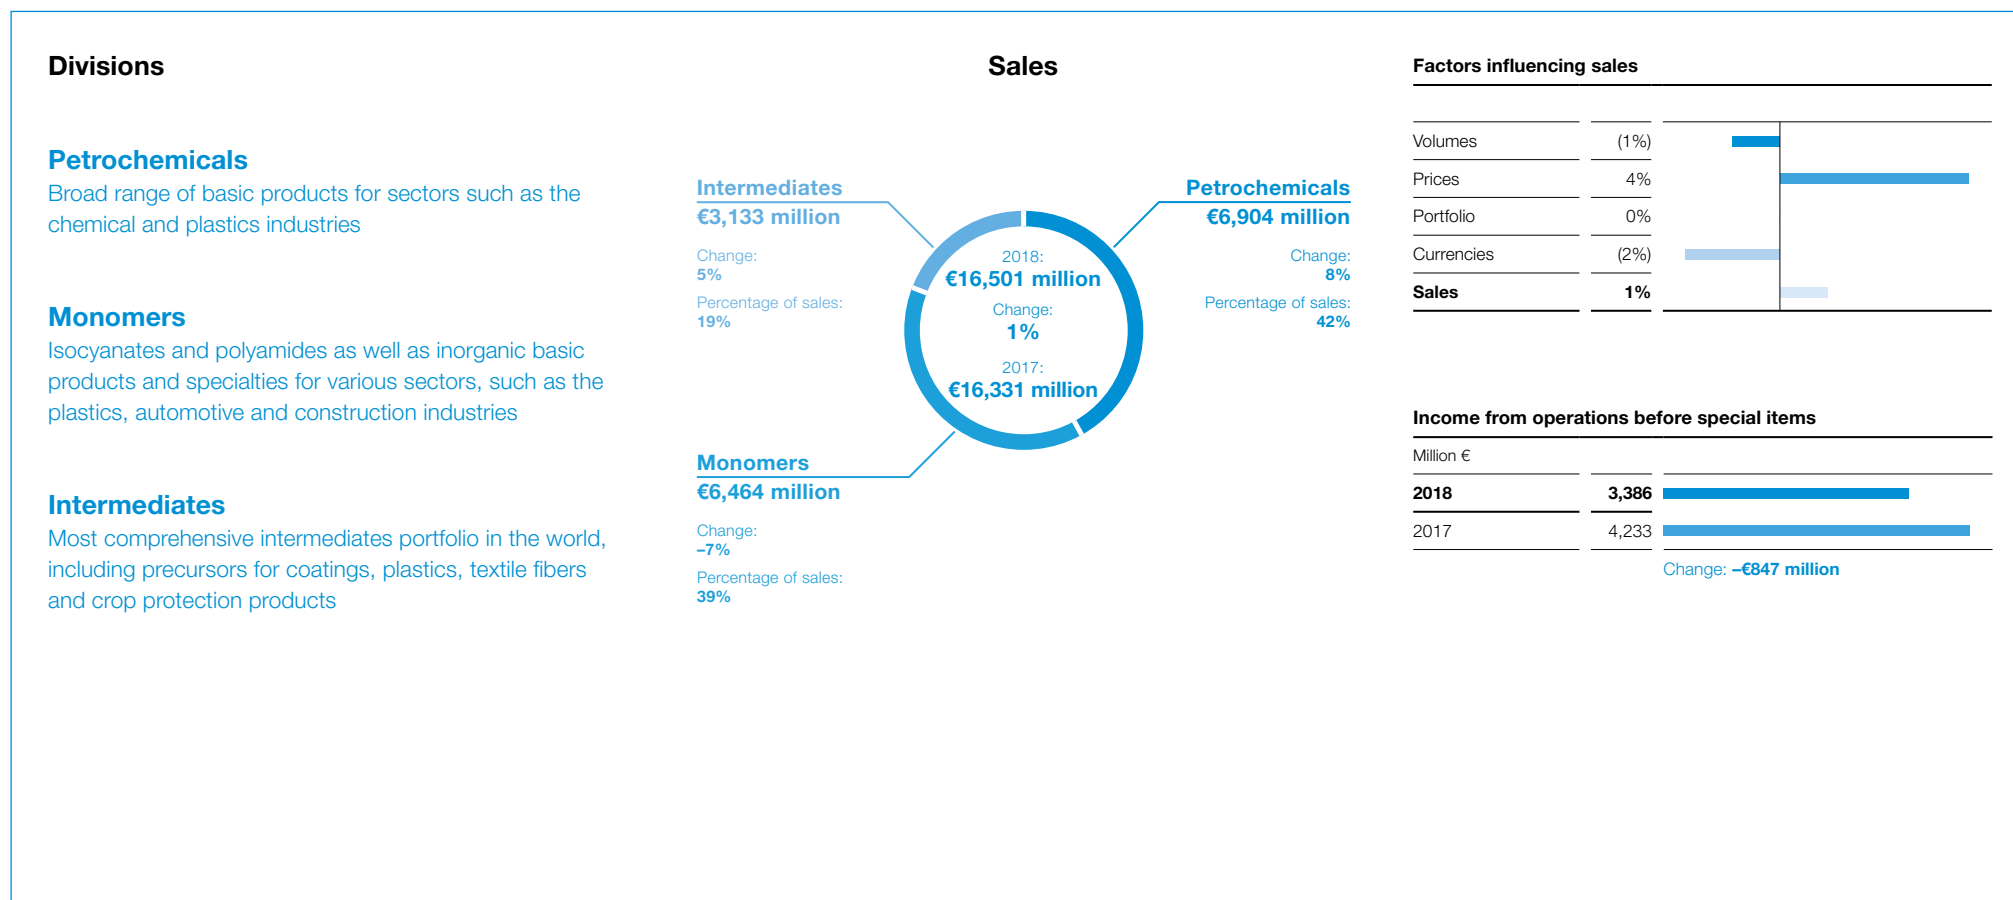 Divisions
Petrochemicals
Broad range of basic products for sectors such as the
chemical and plastics industries
Monomers
Isocyanates and polyamides as well as inorganic basic
products and specialties for various sectors, such as the
plastics, automotive and construction industries
Intermediates
Most comprehensive intermediates portfolio in the world,
including precursors for coatings, plastics, textile fibers
and crop protection products
Sales
Intermediates
€3,133 million
Change:
5%
Percentage of sales:
19%
Petrochemicals
€6,904 million
Change:
8%
Percentage of sales:
42%
2018:
€16,501 million
Change:
1%
2017:
€16,331 million
Monomers
€6,464 million
Change:
–7%
Percentage of sales:
39%
Factors influencing sales
Volumes (1%)
Prices 4%
Portfolio 0%
Currencies (2%)
Sales 1%
Income from operations before special items
Million €
2018 3,386
2017 4,233
Change: –€847 million